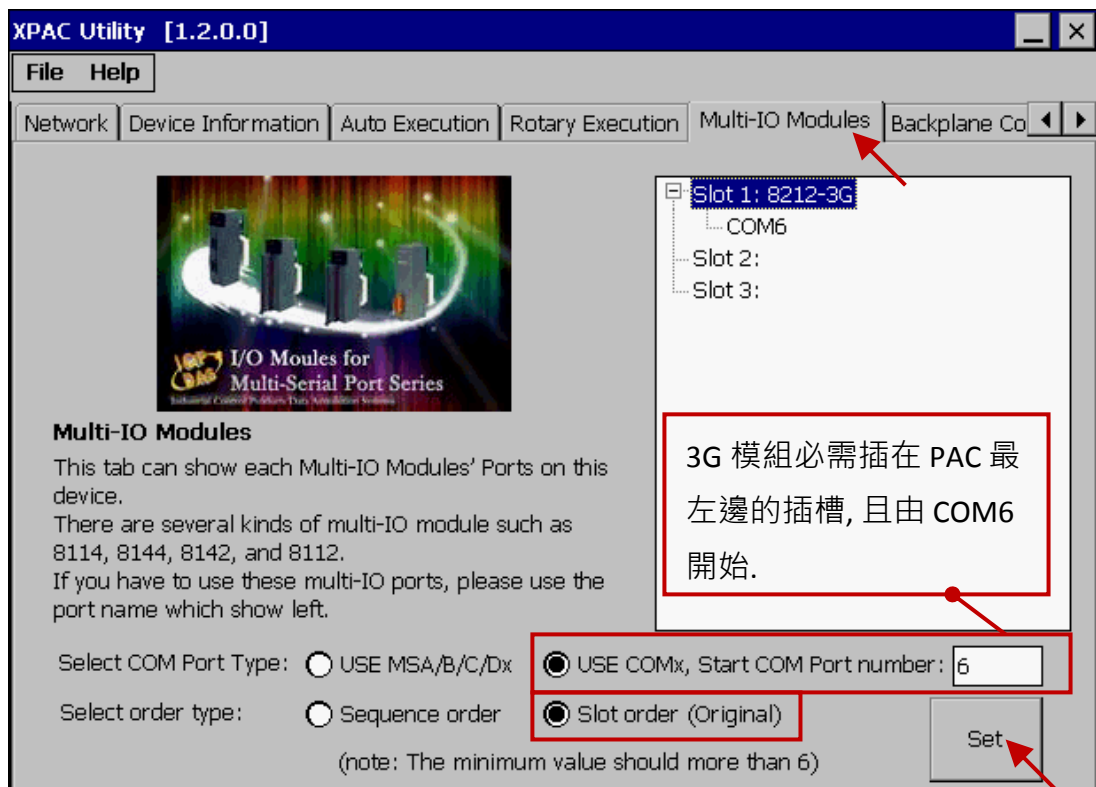 XPAC Utility [1.2.0.0]
File Help
Network Device Information Auto Execution Rotary Execution Multi-IO Modules Backplane Co
Slot 1: 8212-3G
COM6
Slot 2:
Slot 3:
I/O Moules for
Multi-Serial Port Series
Multi-IO Modules
This tab can show each Multi-IO Modules' Ports on this
device.
There are several kinds of multi-IO module such as
8114, 8144, 8142, and 8112.
If you have to use these multi-IO ports, please use the
port name which show left.
3G 模組必需插在 PAC 最
左邊的插槽, 且由 COM6
開始.
Select COM Port Type: USE MSA/B/C/Dx USE COMx, Start COM Port number: 6
Select order type: Sequence order Slot order (Original)
Set
(note: The minimum value should more than 6)